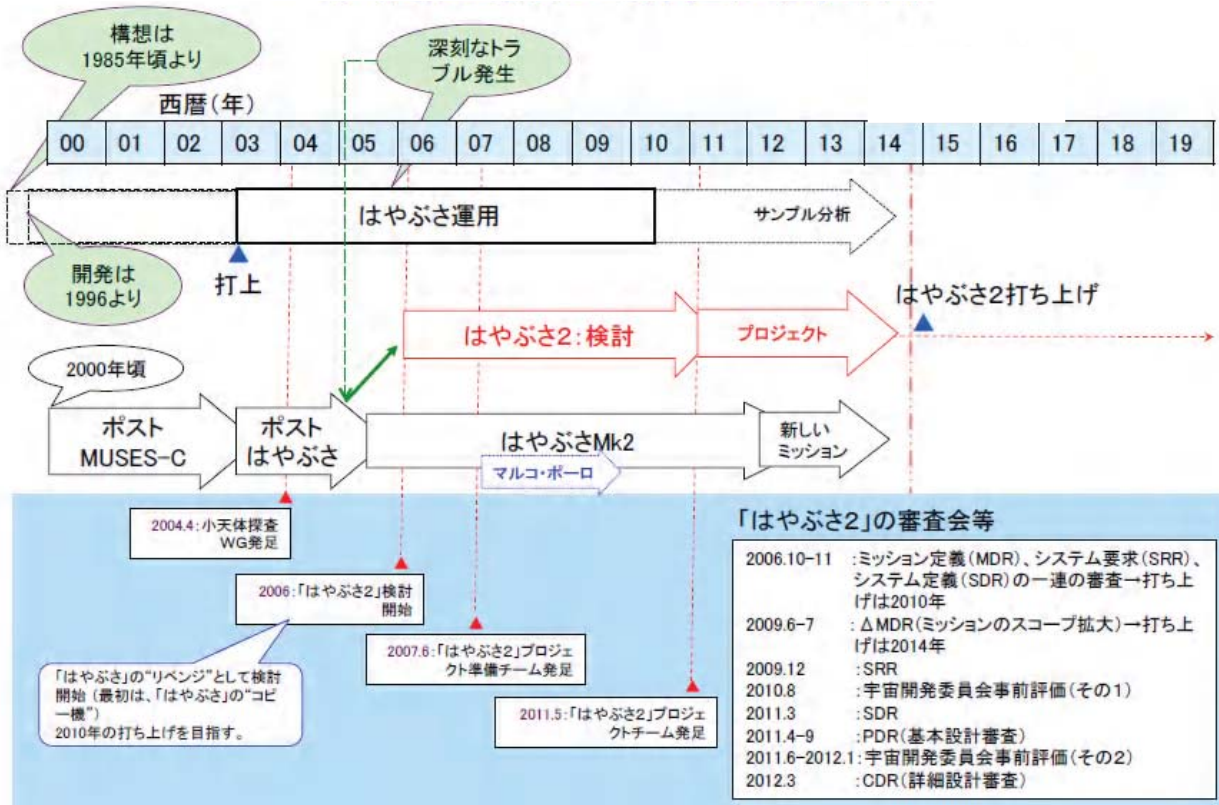 構想は
1985年頃より
深刻なトラ
ブル発生
西暦(年)
00 01 02 03 04 05 06 07 08 09 10 11 12 13 14 15 16 17 18 19
はやぶさ運用
サンプル分析
開発は
1996より
打上
はやぶさ2打ち上げ
はやぶさ2:検討
プロジェクト
2000年頃
ポスト
MUSES-C
ポスト
はやぶさ
はやぶさMk2
マルコ・ポーロ
新しい
ミッション
2004.4:小天体探査
WG発足
2006:「はやぶさ2」検討
開始
2007.6:「はやぶさ2」プロジェ
クト準備チーム発足
2011.5:「はやぶさ2」プロジェ
クトチーム発足
「はやぶさ」の“リベンジ”として検討
開始(最初は、「はやぶさ」の“コピ
ー機”)
2010年の打ち上げを目指す。
「はやぶさ2」の審査会等
2006.10-11 :ミッション定義(MDR)、システム要求(SRR)、
システム定義(SDR)の一連の審査→打ち上
げは2010年
2009.6-7 :ΔMDR(ミッションのスコープ拡大)→打ち上
げは2014年
2009.12 :SRR
2010.8 :宇宙開発委員会事前評価(その1)
2011.3 :SDR
2011.4-9 :PDR(基本設計審査)
2011.6-2012.1:宇宙開発委員会事前評価(その2)
2012.3 :CDR(詳細設計審査)